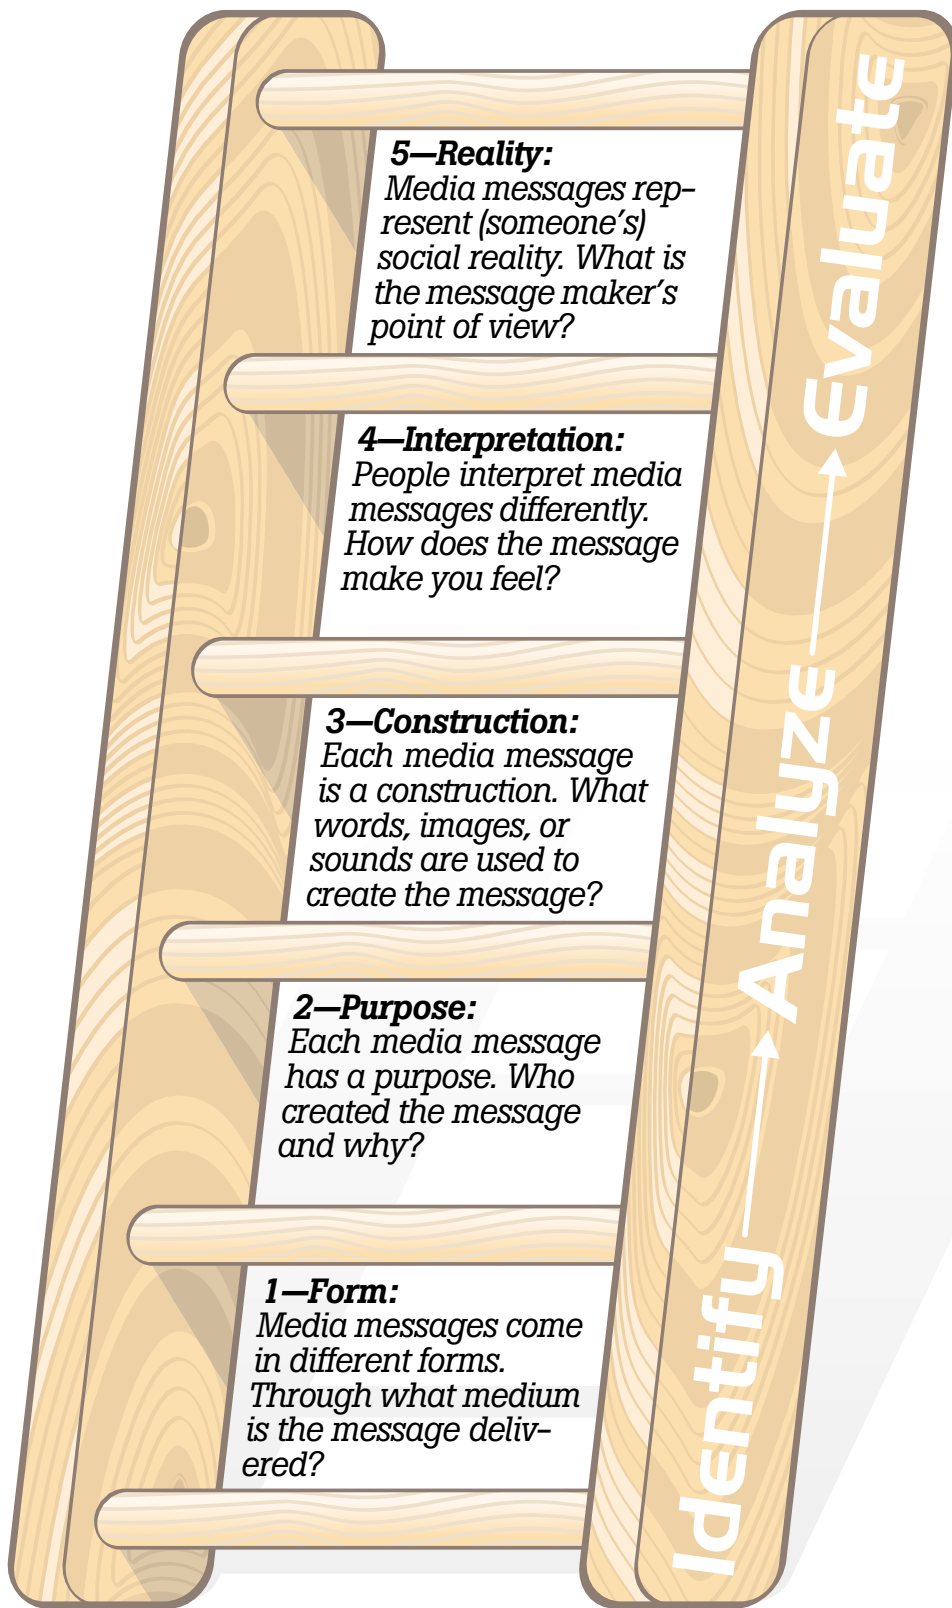 5—Reality:
Media messages rep-
resent (someone's)
social reality. What is
the message maker's
point of view?
4—Interpretation:
People interpret media
messages differently.
How does the message
make you feel?
3—Construction:
Each media message
is a construction. What
words, images, or
sounds are used to
create the message?
2—Purpose:
Each media message
has a purpose. Who
created the message
and why?
1—Form:
Media messages come
in different forms.
Through what medium
is the message deliv-
ered?
Identify
Analyze
Evaluate